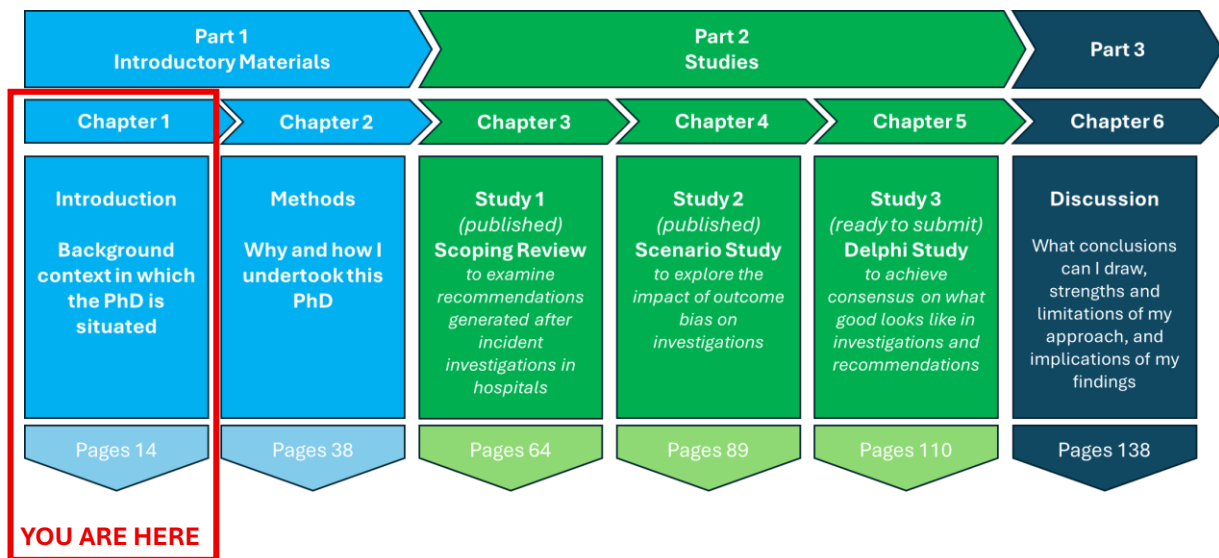 Part 1
Introductory Materials
Part 2
Studies
Part 3
Chapter 1
Chapter 2
Chapter 3
Chapter 4
Chapter 5
Chapter 6
Introduction
Background
context in which
the PhD is
situated
Methods
Why and how I
undertook this
PhD
Study 1
(published)
Scoping Review
to examine
recommendations
generated after
incident
investigations in
hospitals
Study 2
(published)
Scenario Study
to explore the
impact of outcome
bias on
investigations
Study 3
(ready to submit)
Delphi Study
to achieve
consensus on what
good looks like in
investigations and
recommendations
Discussion
What conclusions
can I draw,
strengths and
limitations of my
approach, and
implications of my
findings
Pages 14
Pages 38
Pages 64
Pages 89
Pages 110
Pages 138
YOU ARE HERE